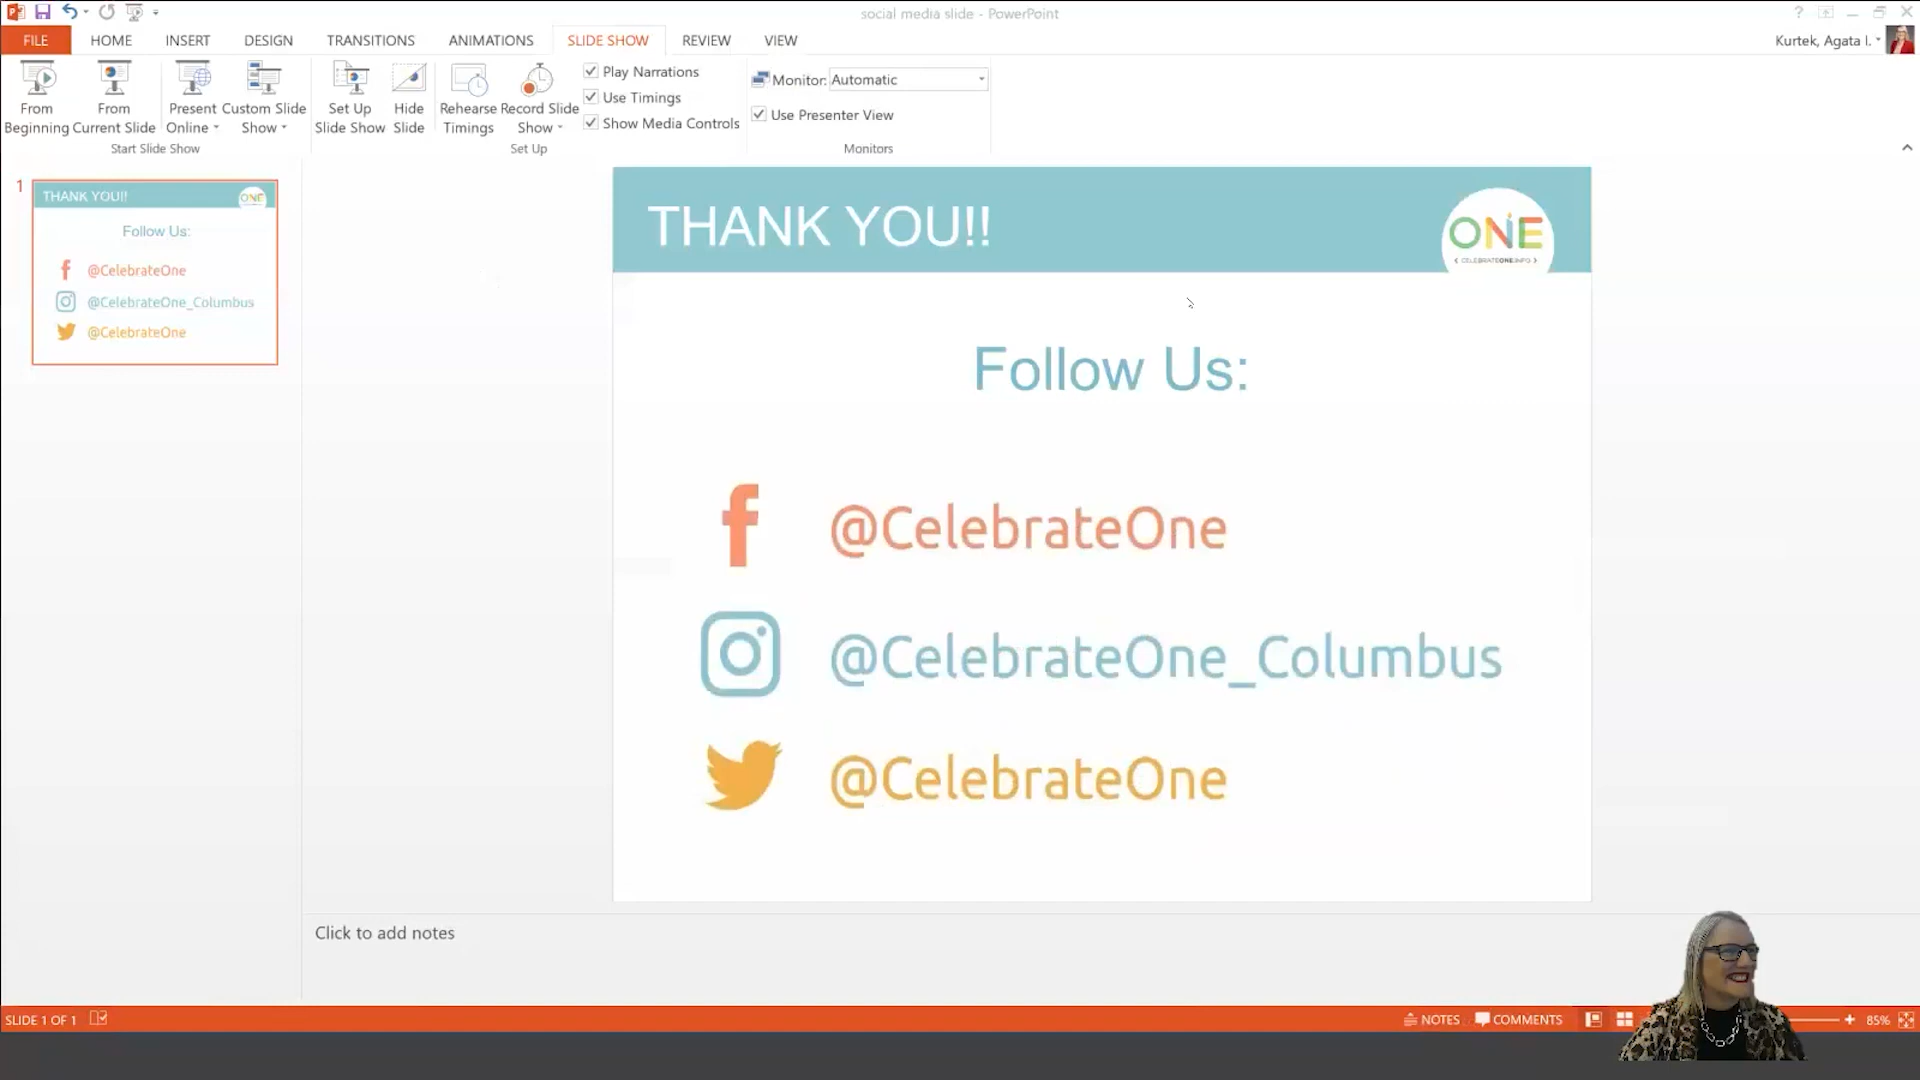 social media slide - PowerPoint
?
FILE HOME INSERT DESIGN TRANSITIONS ANIMATIONS SLIDE SHOW REVIEW VIEW
Kurtek, Agata I.
From Beginning
From Current Slide
Present Online
Custom Slide Show
Start Slide Show
Set Up Slide Show
Hide Slide
Rehearse Timings
Record Slide Show
Play Narrations
Use Timings
Show Media Controls
Set Up
Monitor: Automatic
Use Presenter View
Monitors
1
THANK YOU!!
ONE
Follow Us:
@CelebrateOne
@CelebrateOne_Columbus
@CelebrateOne
THANK YOU!!
ONE
CELEBRATEONE.INFO
Follow Us:
@CelebrateOne
@CelebrateOne_Columbus
@CelebrateOne
Click to add notes
SLIDE 1 OF 1
NOTES
COMMENTS
85%